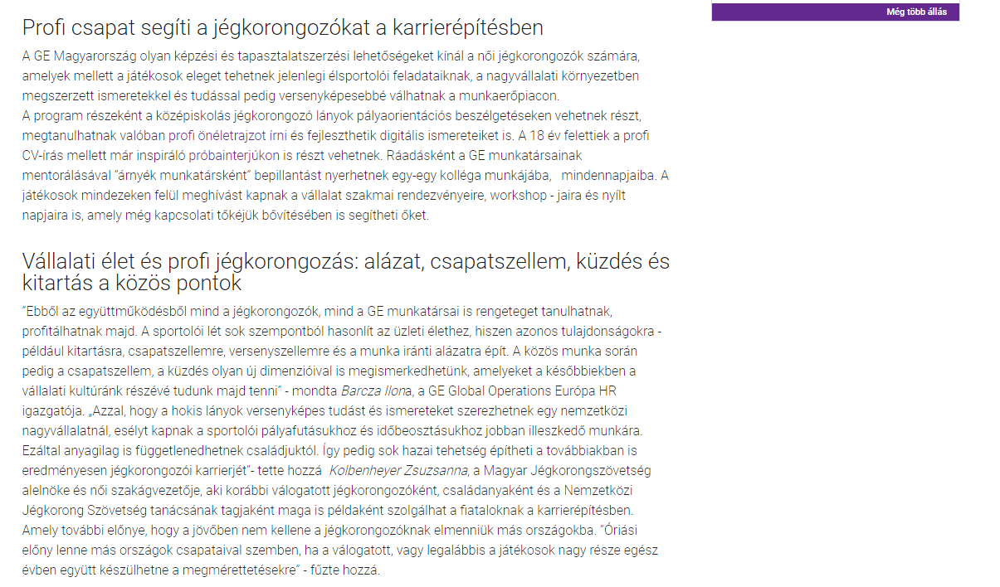 Még több állás
Profi csapat segíti a jégkorongozókat a karrierépítésben
A GE Magyarország olyan képzési és tapasztalatszerzési lehetőségeket kínál a női jégkorongozók számára,
amelyek mellett a játékosok eleget tehetnek jelenlegi élsportolói feladataiknak, a nagyvállalati környezetben
megszerzett ismeretekkel és tudással pedig versenyképesebbé válhatnak a munkaerőpiacon.
A program részeként a középiskolás jégkorongozó lányok pályaorientációs beszélgetéseken vehetnek részt,
megtanulhatnak valóban profi önéletrajzot írni és fejleszthetik digitális ismereteiket is. A 18 év felettiek a profi
CV-írás mellett már inspiráló próbainterjúkon is részt vehetnek. Ráadásként a GE munkatársainak
mentorálásával ”árnyék munkatársként” bepillantást nyerhetnek egy-egy kolléga munkájába,   mindennapjaiba. A
játékosok mindezeken felül meghívást kapnak a vállalat szakmai rendezvényeire, workshop - jaira és nyílt
napjaira is, amely még kapcsolati tőkéjük bővítésében is segítheti őket.
Vállalati élet és profi jégkorongozás: alázat, csapatszellem, küzdés és
kitartás a közös pontok
”Ebből az együttműködésből mind a jégkorongozók, mind a GE munkatársai is rengeteget tanulhatnak,
profitálhatnak majd. A sportolói lét sok szempontból hasonlít az üzleti élethez, hiszen azonos tulajdonságokra -
például kitartásra, csapatszellemre, versenyszellemre és a munka iránti alázatra épít. A közös munka során
pedig a csapatszellem, a küzdés olyan új dimenzióival is megismerkedhetünk, amelyeket a későbbiekben a
vállalati kultúránk részévé tudunk majd tenni” - mondta Barcza Ilona, a GE Global Operations Európa HR
igazgatója. „Azzal, hogy a hokis lányok versenyképes tudást és ismereteket szerezhetnek egy nemzetközi
nagyvállalatnál, esélyt kapnak a sportolói pályafutásukhoz és időbeosztásukhoz jobban illeszkedő munkára.
Ezáltal anyagilag is függetlenedhetnek családjuktól. Így pedig sok hazai tehetség építheti a továbbiakban is
eredményesen jégkorongozói karrierjét”- tette hozzá  Kolbenheyer Zsuzsanna, a Magyar Jégkorongszövetség
alelnöke és női szakágvezetője, aki korábbi válogatott jégkorongozóként, családanyaként és a Nemzetközi
Jégkorong Szövetség tanácsának tagjaként maga is példaként szolgálhat a fiataloknak a karrierépítésben.
Amely további előnye, hogy a jövőben nem kellene a jégkorongozóknak elmenniük más országokba. ”Óriási
előny lenne más országok csapataival szemben, ha a válogatott, vagy legalábbis a játékosok nagy része egész
évben együtt készülhetne a megmérettetésekre” - fűzte hozzá.